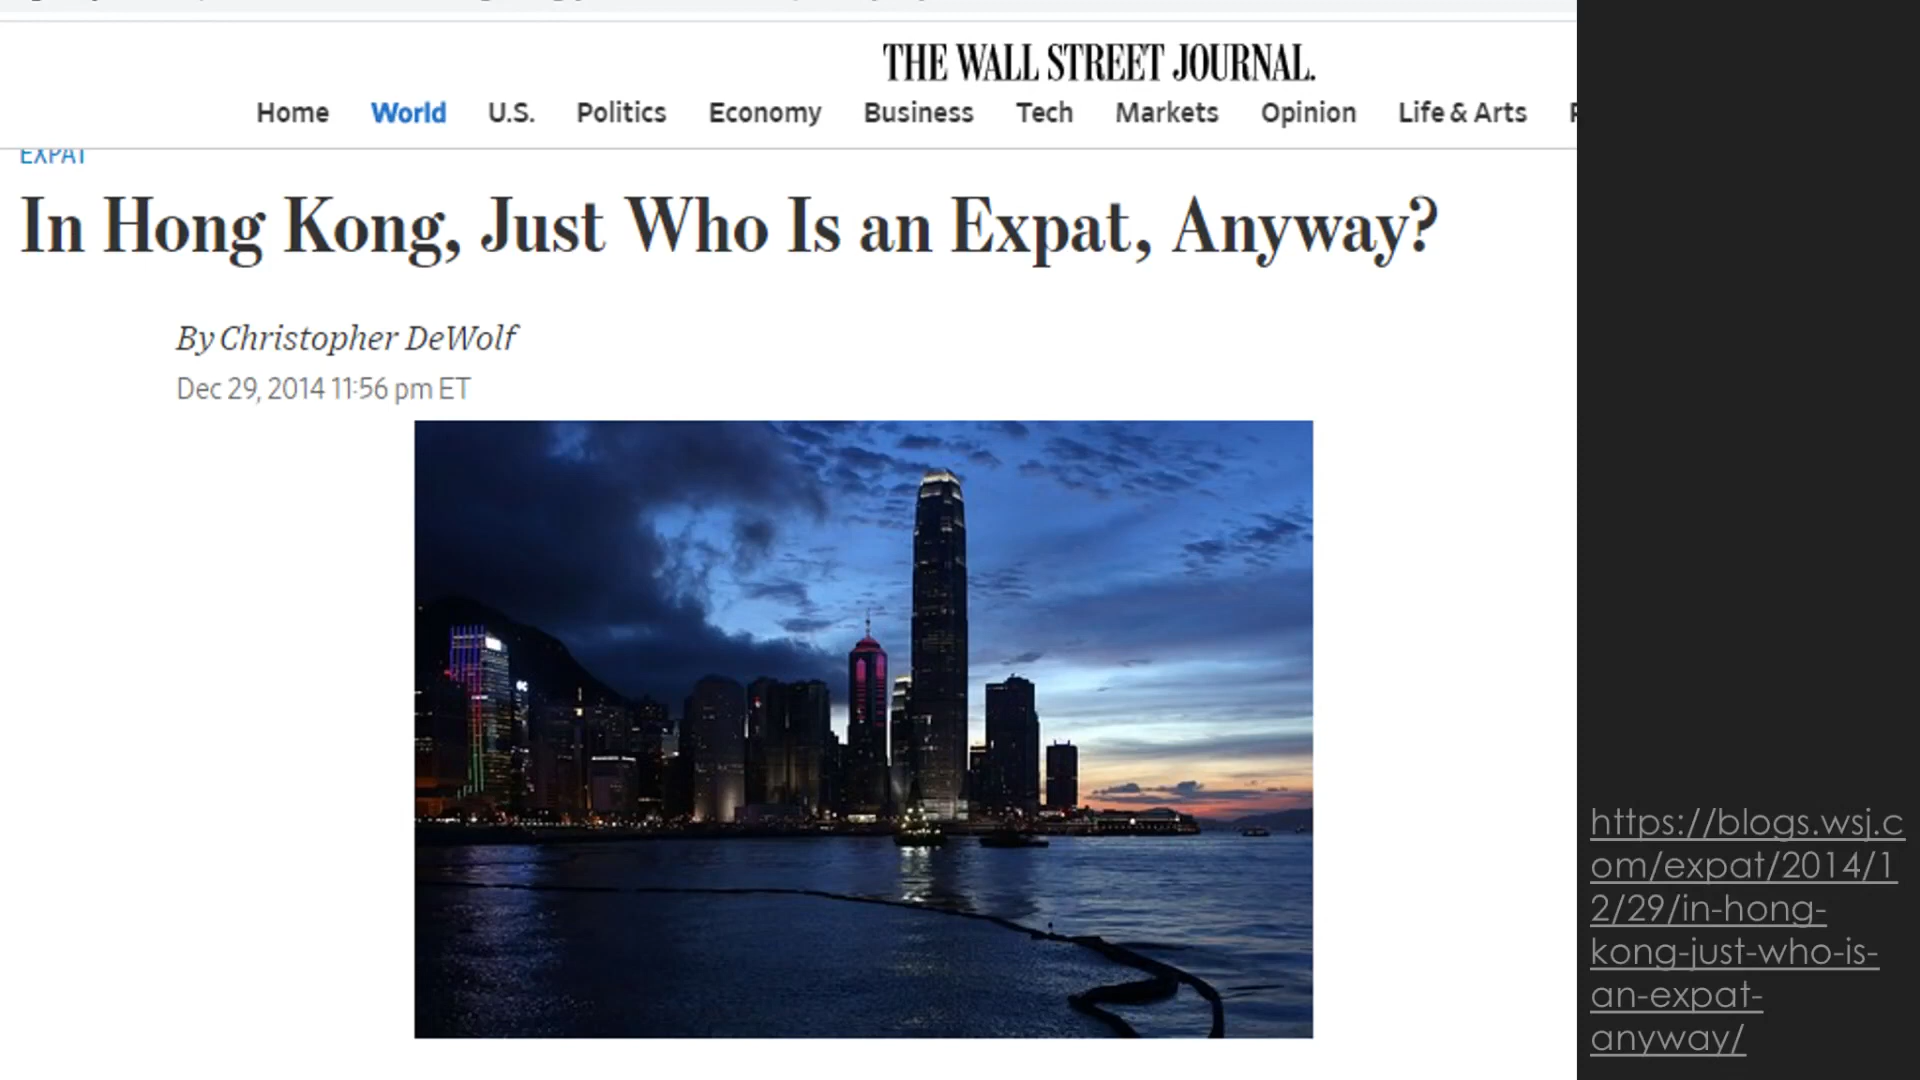 THE WALL STREET JOURNAL.
Home World U.S. Politics Economy Business Tech Markets Opinion Life & Arts
EXPAT
In Hong Kong, Just Who Is an Expat, Anyway?
By Christopher DeWolf
Dec 29, 2014 11:56 pm ET
https://blogs.wsj.c
om/expat/2014/1
2/29/in-hong-
kong-just-who-is-
an-expat-
anyway/